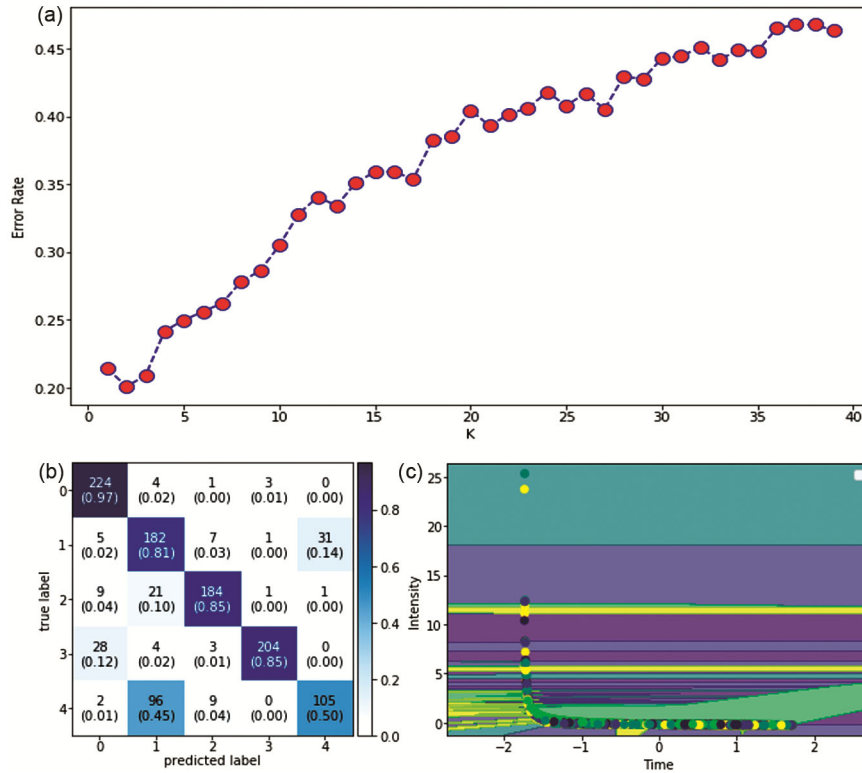 (a)
0.45
0.40
0.35
0.30
0.25
0.20
Error Rate
0 5 10 15 20 25 30 35 40
K
(b)
224 4 1 3 0
(0.97) (0.02) (0.00) (0.01) (0.00)
5 182 7 1 31
(0.02) (0.81) (0.03) (0.00) (0.14)
9 21 184 1 1
(0.04) (0.10) (0.85) (0.00) (0.00)
28 4 3 204 0
(0.12) (0.02) (0.01) (0.85) (0.00)
2 96 9 0 105
(0.01) (0.45) (0.04) (0.00) (0.50)
0
1
2
3
4
true label
0 1 2 3 4
predicted label
0.8
0.6
0.4
0.2
0.0
(c)
25
20
15
10
5
0
Intensity
−2 −1 0 1 2
Time